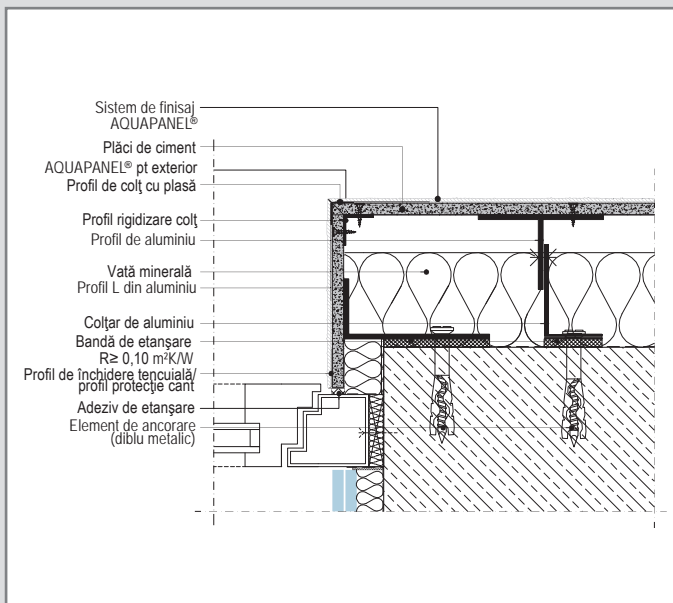 Sistem de finisaj
AQUAPANEL®
Plăci de ciment
AQUAPANEL® pt exterior
Profil de colț cu plasă
Profil rigidizare colț
Profil de aluminiu
Vată minerală
Profil L din aluminiu
Colțar de aluminiu
Bandă de etanșare
R≥ 0,10 m²K/W
Profil de închidere tencuială/
profil protecție cant
Adeziv de etanșare
Element de ancorare
(diblu metalic)